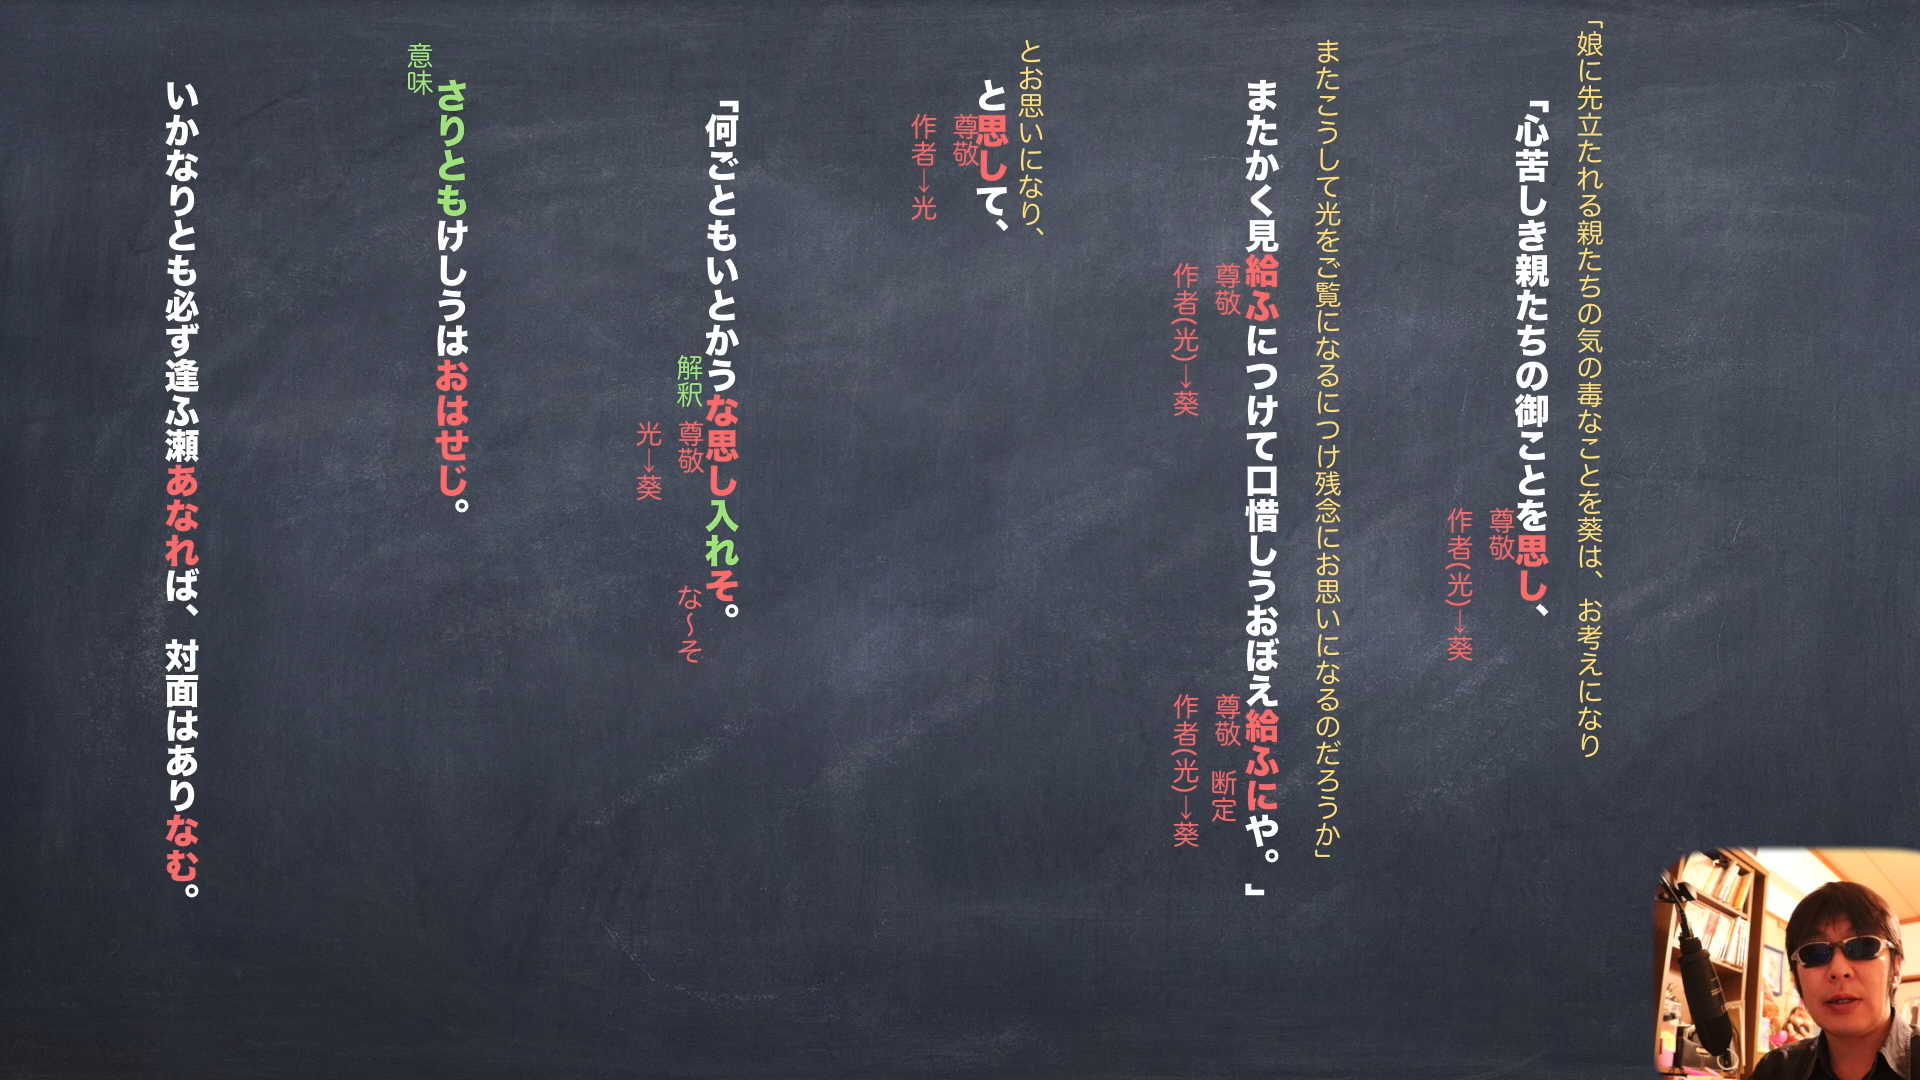 「娘に先立たれる親たちの気の毒なことを葵は、お考えになり
「心苦しき親たちの御ことを思し、
尊敬
作者(光)→葵
またこうして光をご覧になるにつけ残念にお思いになるのだろうか」
またかく見給ふにつけて口惜しうおぼえ給ふにや。」
尊敬
作者(光)→葵
尊敬 断定
作者(光)→葵
とお思いになり、
と思して、
尊敬
作者→光
「何ごともいとかうな思し入れそ。
解釈 尊敬 な〜そ
光→葵
さりともけしうはおはせじ。
意味
いかなりとも必ず逢ふ瀬あなれば、対面はありなむ。